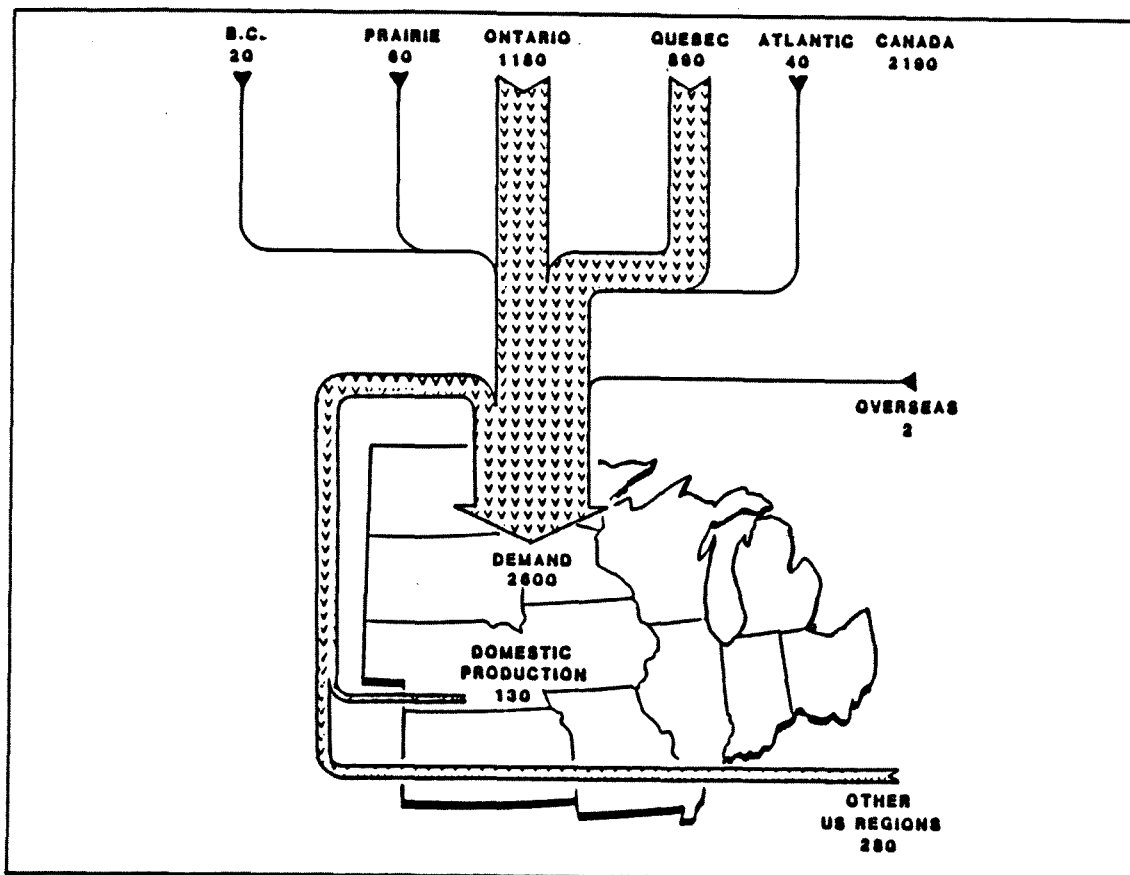 B.C. PRAIRIE ONTARIO QUEBEC ATLANTIC CANADA
20 60 1180 890 40 2190
OVERSEAS
2
DEMAND
2600
DOMESTIC
PRODUCTION
130
OTHER
US REGIONS
280